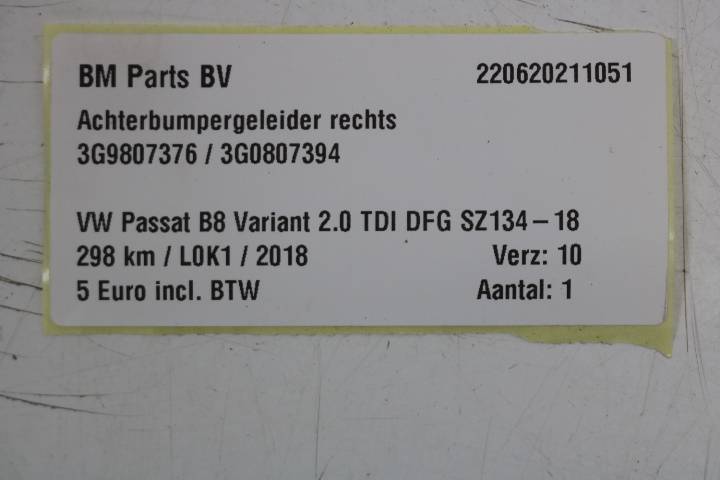 BM Parts BV 220620211051
Achterbumpergeleider rechts
3G9807376 / 3G0807394
VW Passat B8 Variant 2.0 TDI DFG SZ134-18
298 km / L0K1 / 2018 Verz: 10
5 Euro incl. BTW Aantal: 1